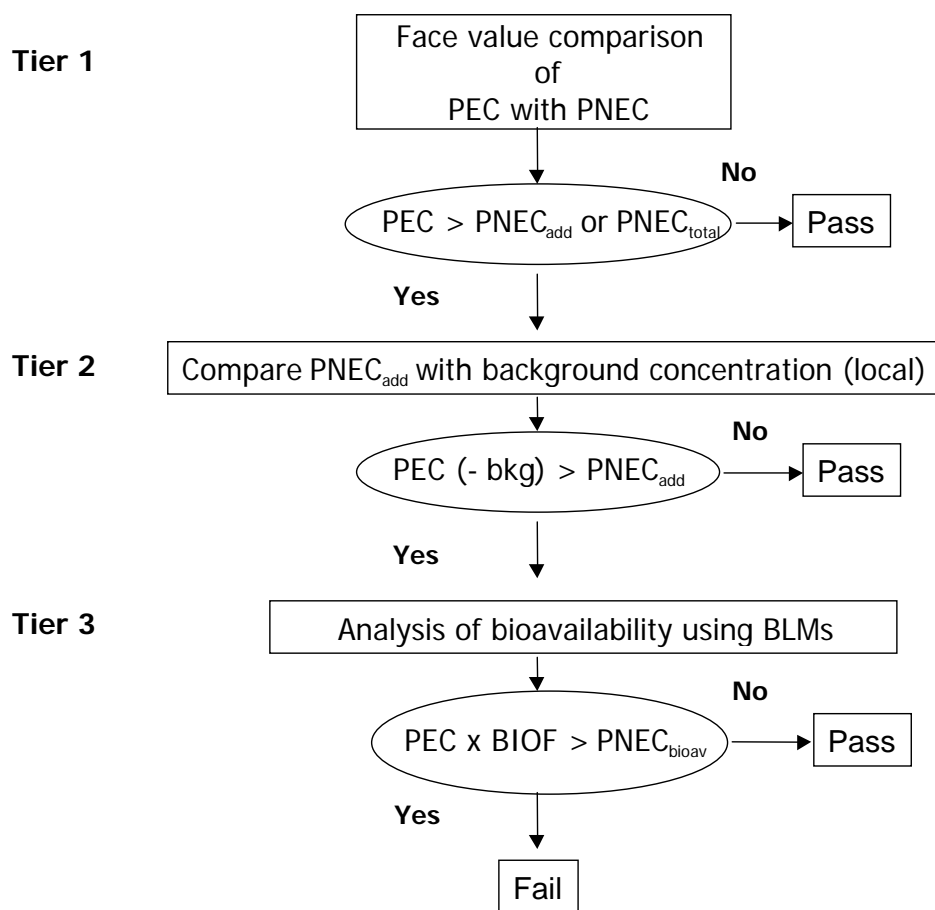 Tier 1
Face value comparison
of
PEC with PNEC
No
PEC > PNECadd or PNECtotal
Pass
Yes
Tier 2
Compare PNECadd with background concentration (local)
No
PEC (- bkg) > PNECadd
Pass
Yes
Tier 3
Analysis of bioavailability using BLMs
No
PEC x BIOF > PNECbioav
Pass
Yes
Fail